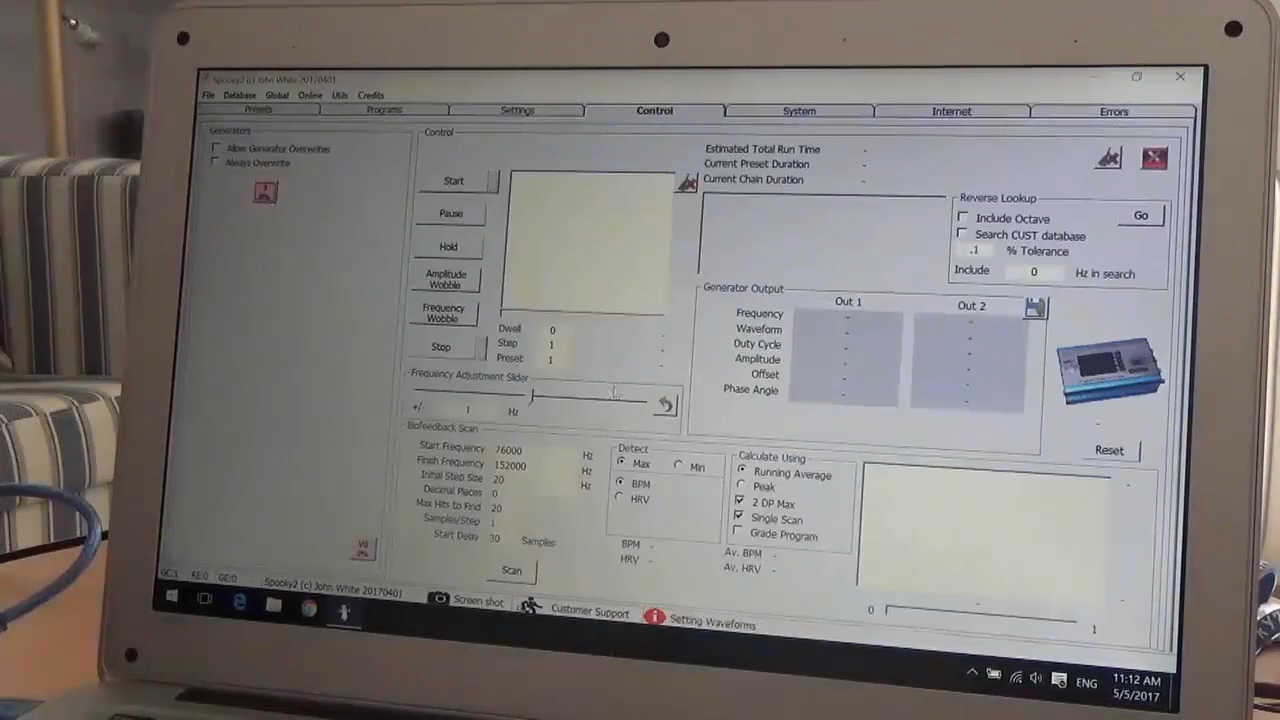 Spooky2 (c) John White 20170401
File Database Global Online Utils Credits
Presets Programs Settings Control System Internet Errors
Generators
Allow Generator Overwrites
Always Overwrite
Control
Start
Pause
Hold
Amplitude
Wobble
Frequency
Wobble
Stop
Dwell 0
Step 1
Preset 1
Frequency Adjustment Slider
+/- 1 Hz
Estimated Total Run Time -
Current Preset Duration -
Current Chain Duration -
Reverse Lookup
Include Octave
Go
Search CUST database
.1 % Tolerance
Include 0 Hz in search
Generator Output
Out 1 Out 2
Frequency - -
Waveform - -
Duty Cycle - -
Amplitude - -
Offset - -
Phase Angle - -
Reset
Biofeedback Scan
Start Frequency 76000 Hz
Finish Frequency 152000 Hz
Initial Step Size 20 Hz
Decimal Places 0
Max Hits to Find 20
Samples/Step 1
Start Delay 30 Samples
Scan
Detect
Max Min
BPM
HRV
BPM -
HRV -
Calculate Using
Running Average
Peak
2 DP Max
Single Scan
Grade Program
Av. BPM -
Av. HRV -
0 1
GC:1 RE:0 GE:0 Spooky2 (c) John White 20170401
Screen shot Customer Support Setting Waveforms
ENG
11:12 AM
5/5/2017